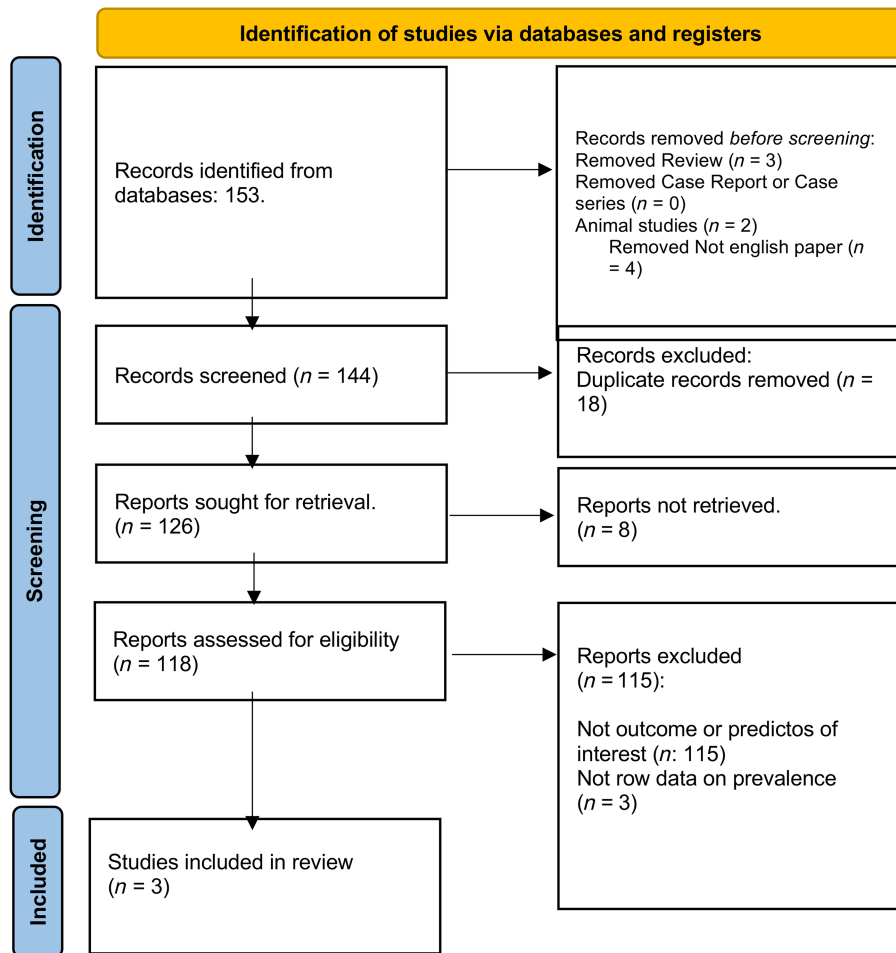 Identification of studies via databases and registers
Identification
Records identified from
databases: 153.
Records removed before screening:
Removed Review (n = 3)
Removed Case Report or Case
series (n = 0)
Animal studies (n = 2)
Removed Not english paper (n
= 4)
Screening
Records screened (n = 144)
Records excluded:
Duplicate records removed (n =
18)
Reports sought for retrieval.
(n = 126)
Reports not retrieved.
(n = 8)
Reports assessed for eligibility
(n = 118)
Reports excluded
(n = 115):
Not outcome or predictos of
interest (n: 115)
Not row data on prevalence
(n = 3)
Included
Studies included in review
(n = 3)